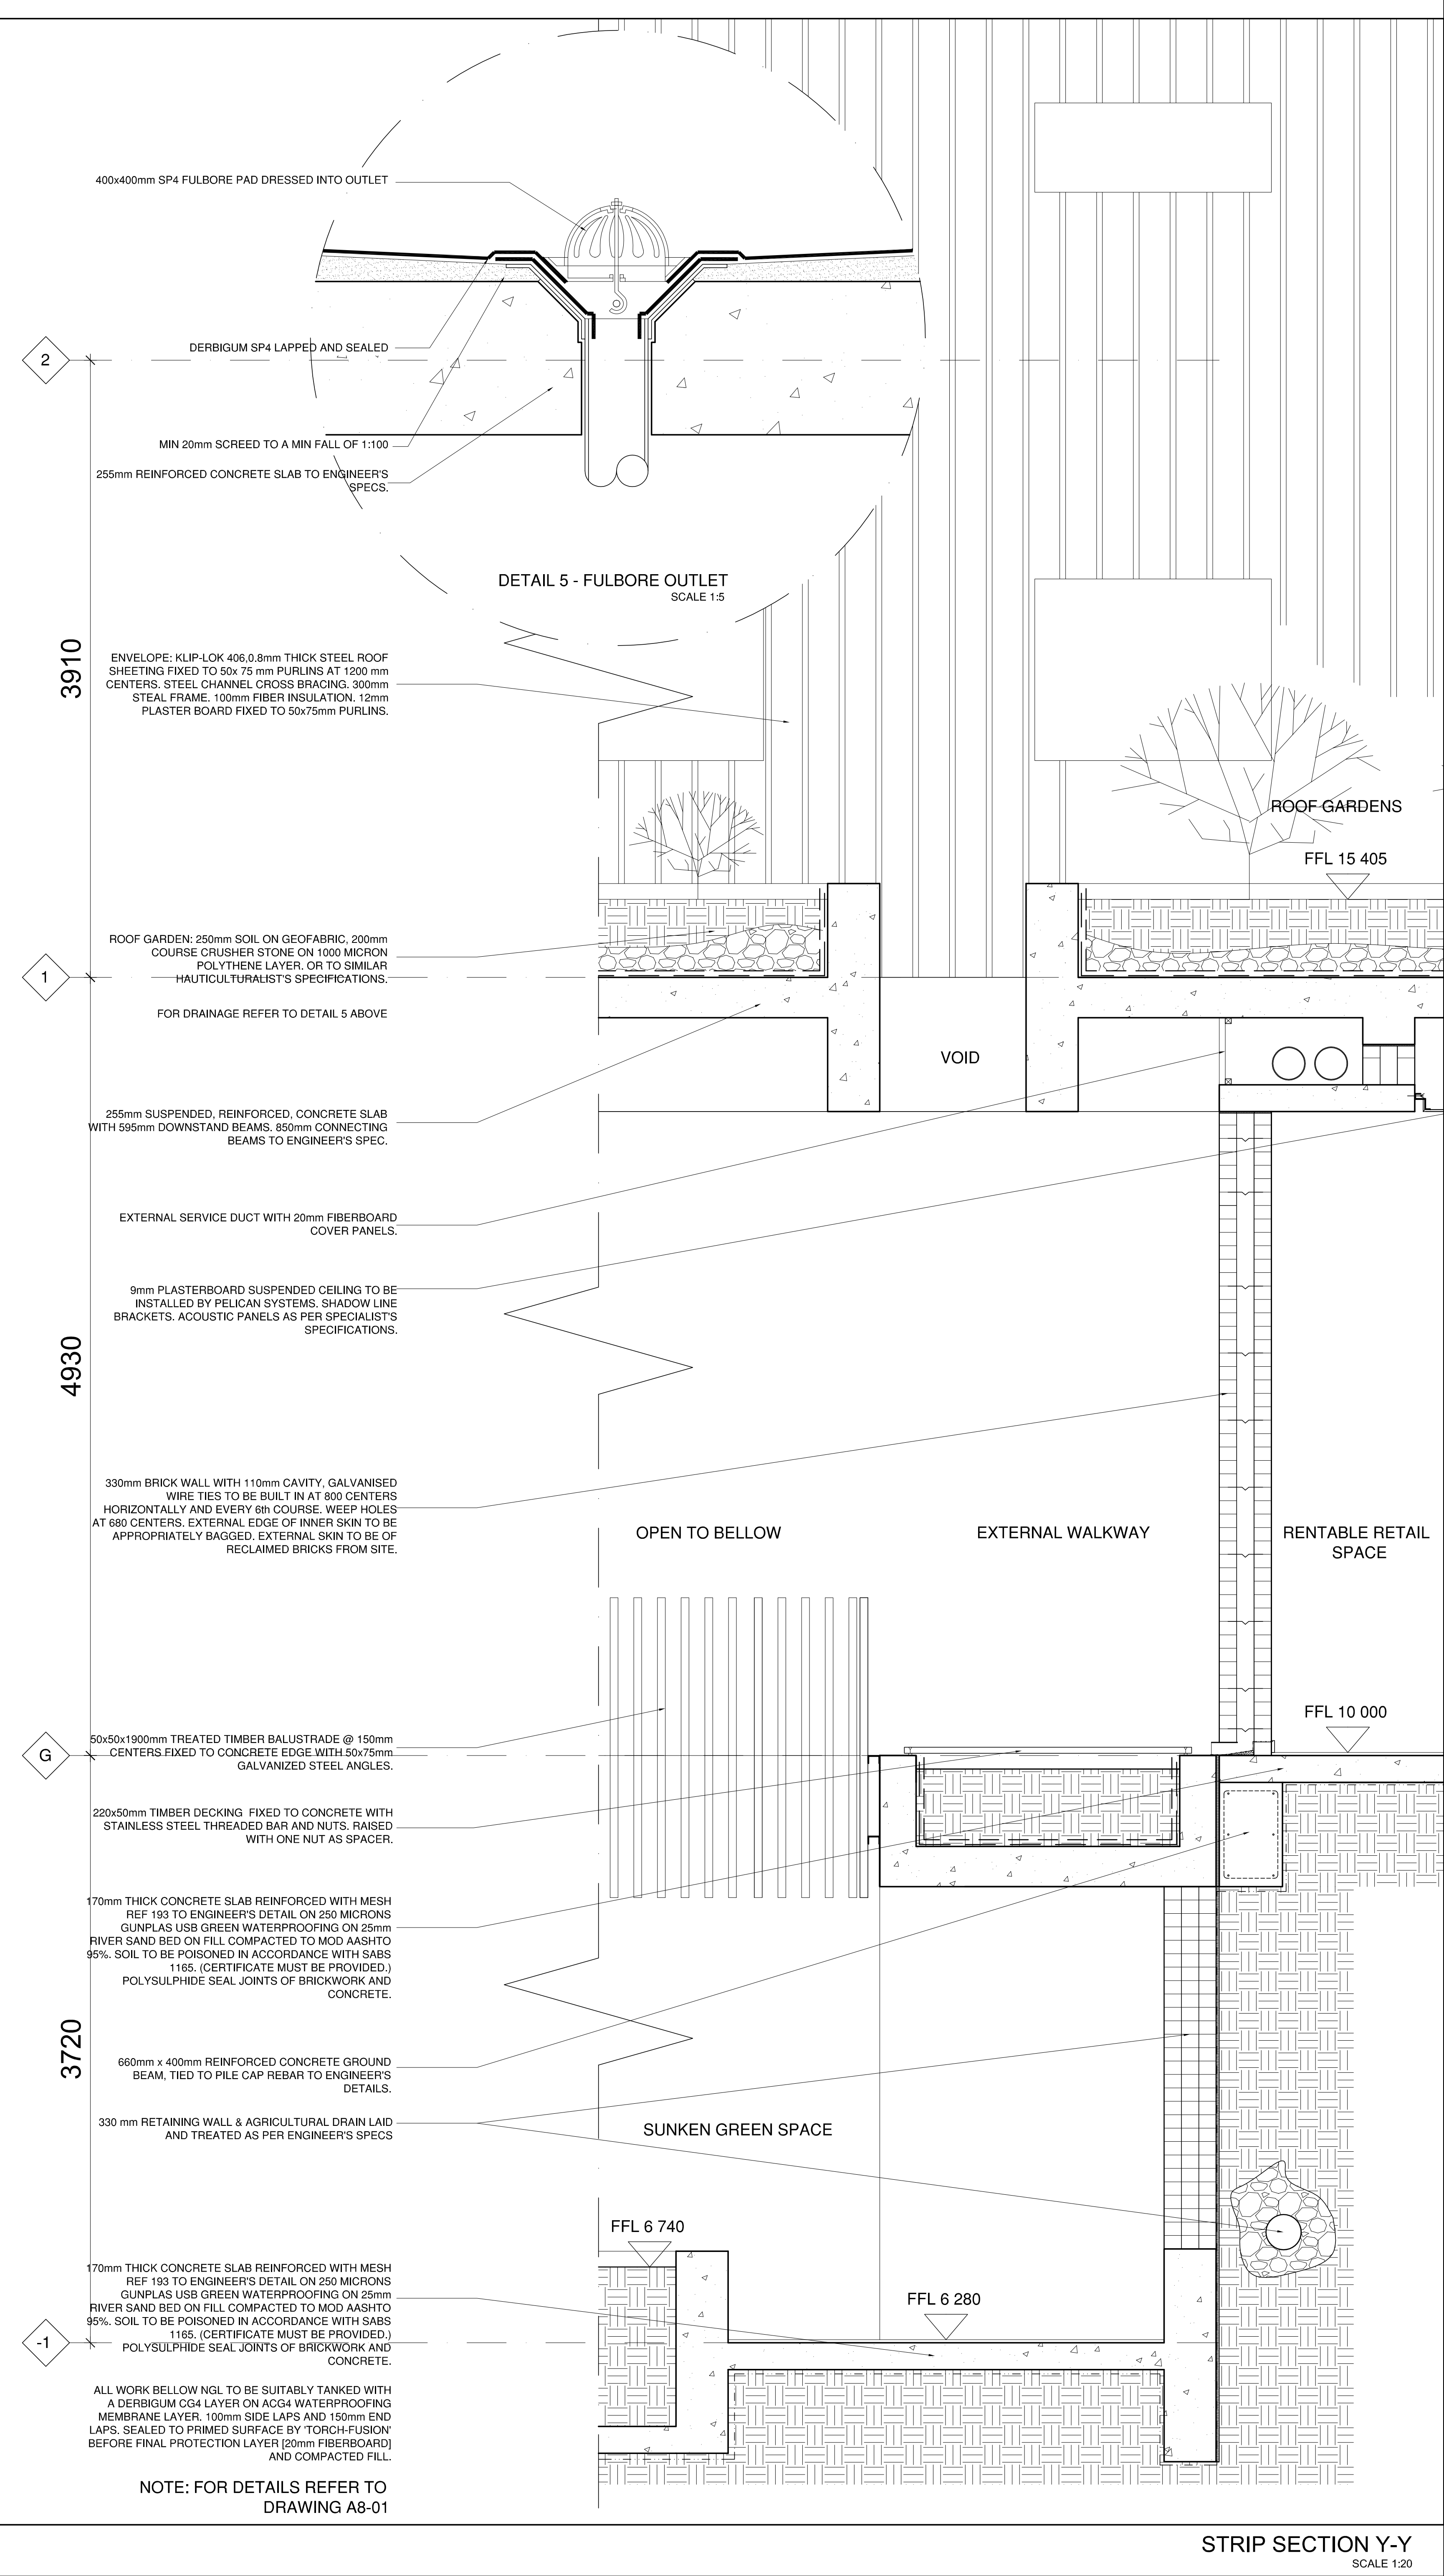 400x400mm SP4 FULBORE PAD DRESSED INTO OUTLET
DERBIGUM SP4 LAPPED AND SEALED
2
MIN 20mm SCREED TO A MIN FALL OF 1:100
255mm REINFORCED CONCRETE SLAB TO ENGINEER'S
SPECS.
DETAIL 5 - FULBORE OUTLET
SCALE 1:5
3910
ENVELOPE: KLIP-LOK 406,0.8mm THICK STEEL ROOF
SHEETING FIXED TO 50x 75 mm PURLINS AT 1200 mm
CENTERS. STEEL CHANNEL CROSS BRACING. 300mm
STEAL FRAME. 100mm FIBER INSULATION. 12mm
PLASTER BOARD FIXED TO 50x75mm PURLINS.
ROOF GARDENS
FFL 15 405
ROOF GARDEN: 250mm SOIL ON GEOFABRIC, 200mm
COURSE CRUSHER STONE ON 1000 MICRON
POLYTHENE LAYER. OR TO SIMILAR
HAUTICULTURALIST'S SPECIFICATIONS.
1
FOR DRAINAGE REFER TO DETAIL 5 ABOVE
VOID
255mm SUSPENDED, REINFORCED, CONCRETE SLAB
WITH 595mm DOWNSTAND BEAMS. 850mm CONNECTING
BEAMS TO ENGINEER'S SPEC.
EXTERNAL SERVICE DUCT WITH 20mm FIBERBOARD
COVER PANELS.
9mm PLASTERBOARD SUSPENDED CEILING TO BE
INSTALLED BY PELICAN SYSTEMS. SHADOW LINE
BRACKETS. ACOUSTIC PANELS AS PER SPECIALIST'S
SPECIFICATIONS.
4930
330mm BRICK WALL WITH 110mm CAVITY, GALVANISED
WIRE TIES TO BE BUILT IN AT 800 CENTERS
HORIZONTALLY AND EVERY 6th COURSE. WEEP HOLES
AT 680 CENTERS. EXTERNAL EDGE OF INNER SKIN TO BE
APPROPRIATELY BAGGED. EXTERNAL SKIN TO BE OF
RECLAIMED BRICKS FROM SITE.
OPEN TO BELLOW
EXTERNAL WALKWAY
RENTABLE RETAIL
SPACE
FFL 10 000
G
50x50x1900mm TREATED TIMBER BALUSTRADE @ 150mm
CENTERS FIXED TO CONCRETE EDGE WITH 50x75mm
GALVANIZED STEEL ANGLES.
220x50mm TIMBER DECKING FIXED TO CONCRETE WITH
STAINLESS STEEL THREADED BAR AND NUTS. RAISED
WITH ONE NUT AS SPACER.
170mm THICK CONCRETE SLAB REINFORCED WITH MESH
REF 193 TO ENGINEER'S DETAIL ON 250 MICRONS
GUNPLAS USB GREEN WATERPROOFING ON 25mm
RIVER SAND BED ON FILL COMPACTED TO MOD AASHTO
95%. SOIL TO BE POISONED IN ACCORDANCE WITH SABS
1165. (CERTIFICATE MUST BE PROVIDED.)
POLYSULPHIDE SEAL JOINTS OF BRICKWORK AND
CONCRETE.
3720
660mm x 400mm REINFORCED CONCRETE GROUND
BEAM, TIED TO PILE CAP REBAR TO ENGINEER'S
DETAILS.
330 mm RETAINING WALL & AGRICULTURAL DRAIN LAID
AND TREATED AS PER ENGINEER'S SPECS
SUNKEN GREEN SPACE
FFL 6 740
FFL 6 280
170mm THICK CONCRETE SLAB REINFORCED WITH MESH
REF 193 TO ENGINEER'S DETAIL ON 250 MICRONS
GUNPLAS USB GREEN WATERPROOFING ON 25mm
RIVER SAND BED ON FILL COMPACTED TO MOD AASHTO
95%. SOIL TO BE POISONED IN ACCORDANCE WITH SABS
1165. (CERTIFICATE MUST BE PROVIDED.)
POLYSULPHIDE SEAL JOINTS OF BRICKWORK AND
CONCRETE.
-1
ALL WORK BELLOW NGL TO BE SUITABLY TANKED WITH
A DERBIGUM CG4 LAYER ON ACG4 WATERPROOFING
MEMBRANE LAYER. 100mm SIDE LAPS AND 150mm END
LAPS. SEALED TO PRIMED SURFACE BY 'TORCH-FUSION'
BEFORE FINAL PROTECTION LAYER [20mm FIBERBOARD]
AND COMPACTED FILL.
NOTE: FOR DETAILS REFER TO
DRAWING A8-01
STRIP SECTION Y-Y
SCALE 1:20